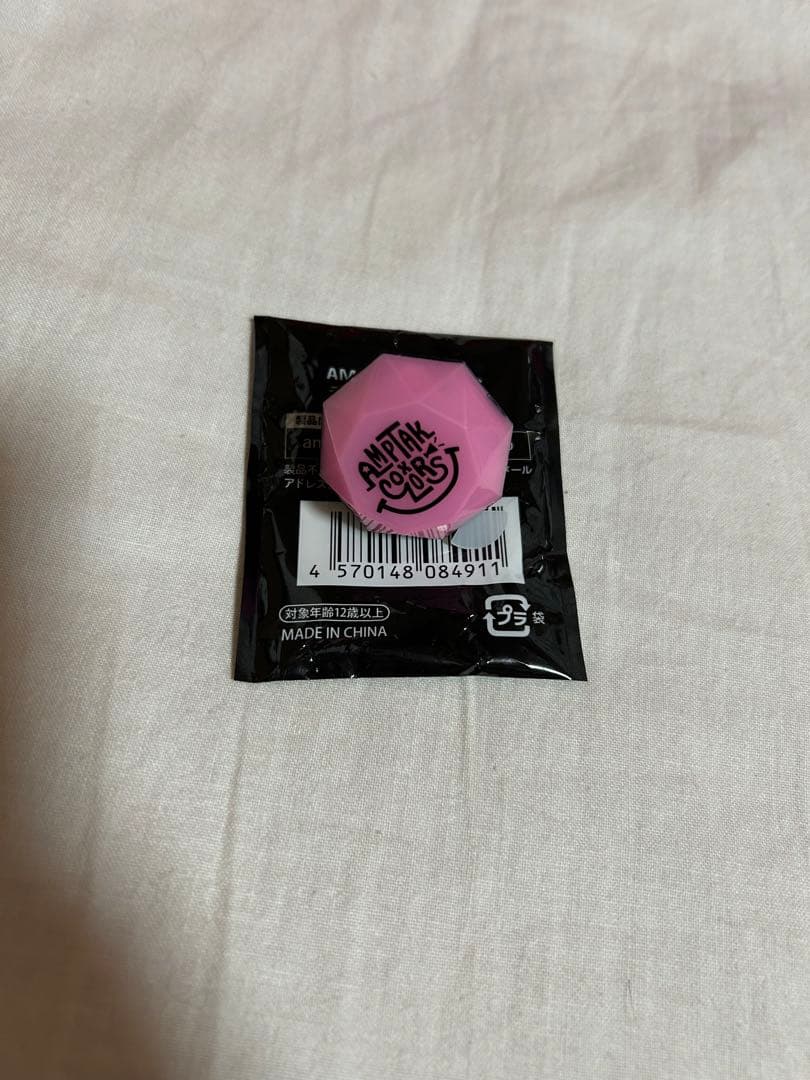 AM
AMPTAK
COLORS
製品
an
製品不
ール
アドレス
4 570148 084911
対象年齢12歳以上
MADE IN CHINA
プラ 袋